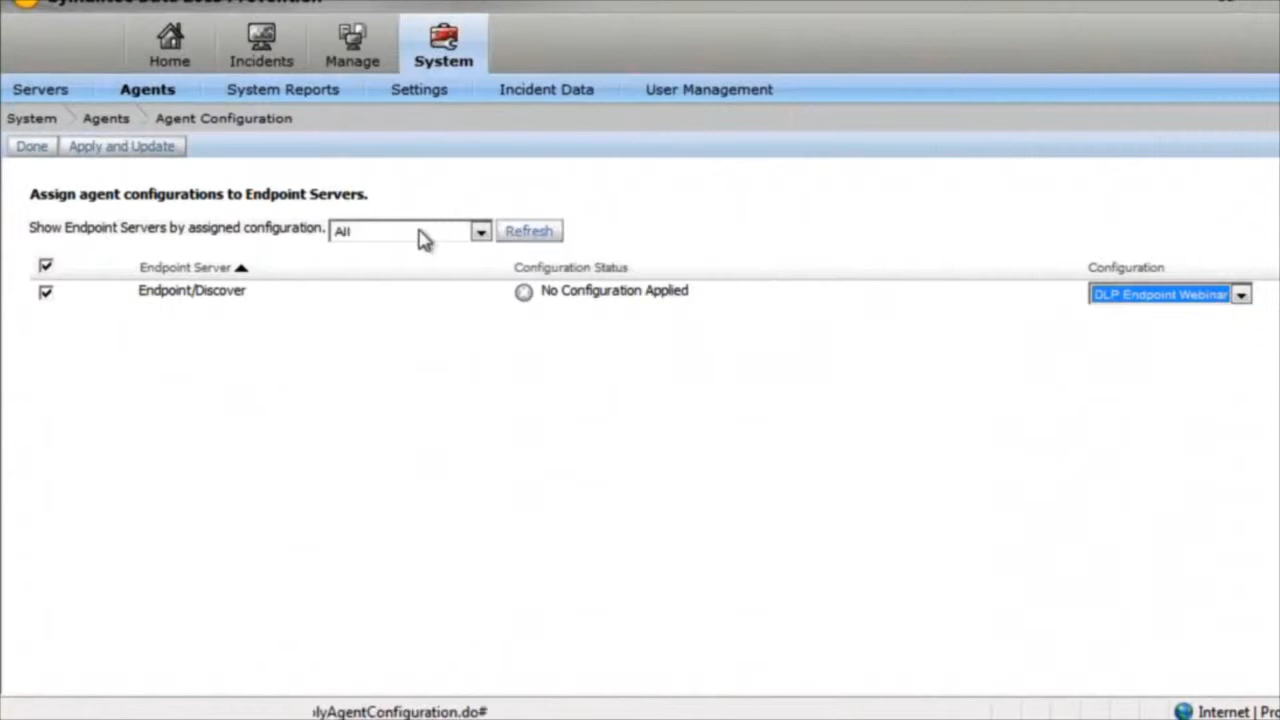 Home
Incidents
Manage
System
Servers
Agents
System Reports
Settings
Incident Data
User Management
System
Agents
Agent Configuration
Done
Apply and Update
Assign agent configurations to Endpoint Servers.
Show Endpoint Servers by assigned configuration.
All
Refresh
Endpoint Server
Configuration Status
Configuration
Endpoint/Discover
No Configuration Applied
DLP Endpoint Webinar
lyAgentConfiguration.do#
Internet | Pro